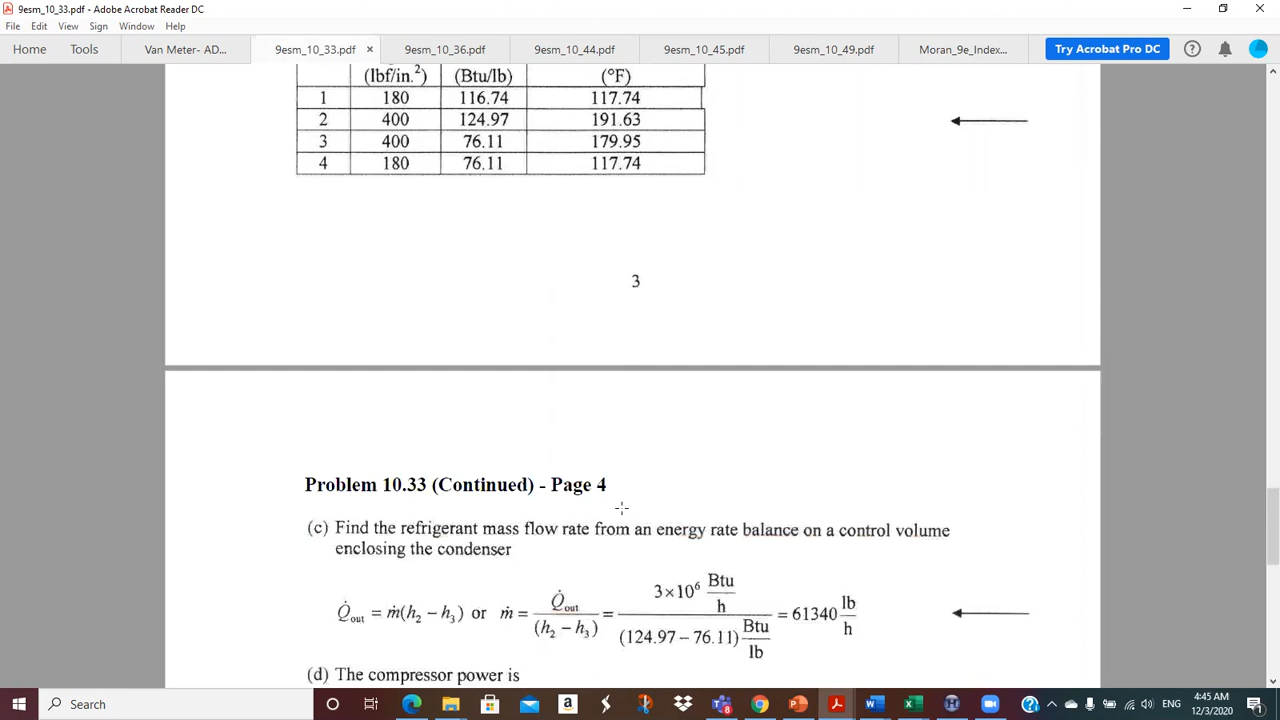 9esm_10_33.pdf - Adobe Acrobat Reader DC
File Edit View Sign Window Help
Home Tools Van Meter- AD... 9esm_10_33.pdf × 9esm_10_36.pdf 9esm_10_44.pdf 9esm_10_45.pdf 9esm_10_49.pdf Moran_9e_Index... Try Acrobat Pro DC
(lbf/in.²) (Btu/lb) (°F)
1 180 116.74 117.74
2 400 124.97 191.63
3 400 76.11 179.95
4 180 76.11 117.74
3
Problem 10.33 (Continued) - Page 4
(c) Find the refrigerant mass flow rate from an energy rate balance on a control volume
enclosing the condenser
Q̇out = ṁ(h₂ – h₃) or ṁ = Q̇out / (h₂ – h₃) = 3×10⁶ Btu/h / (124.97 – 76.11) Btu/lb = 61340 lb/h
(d) The compressor power is
Search
ENG
4:45 AM
12/3/2020